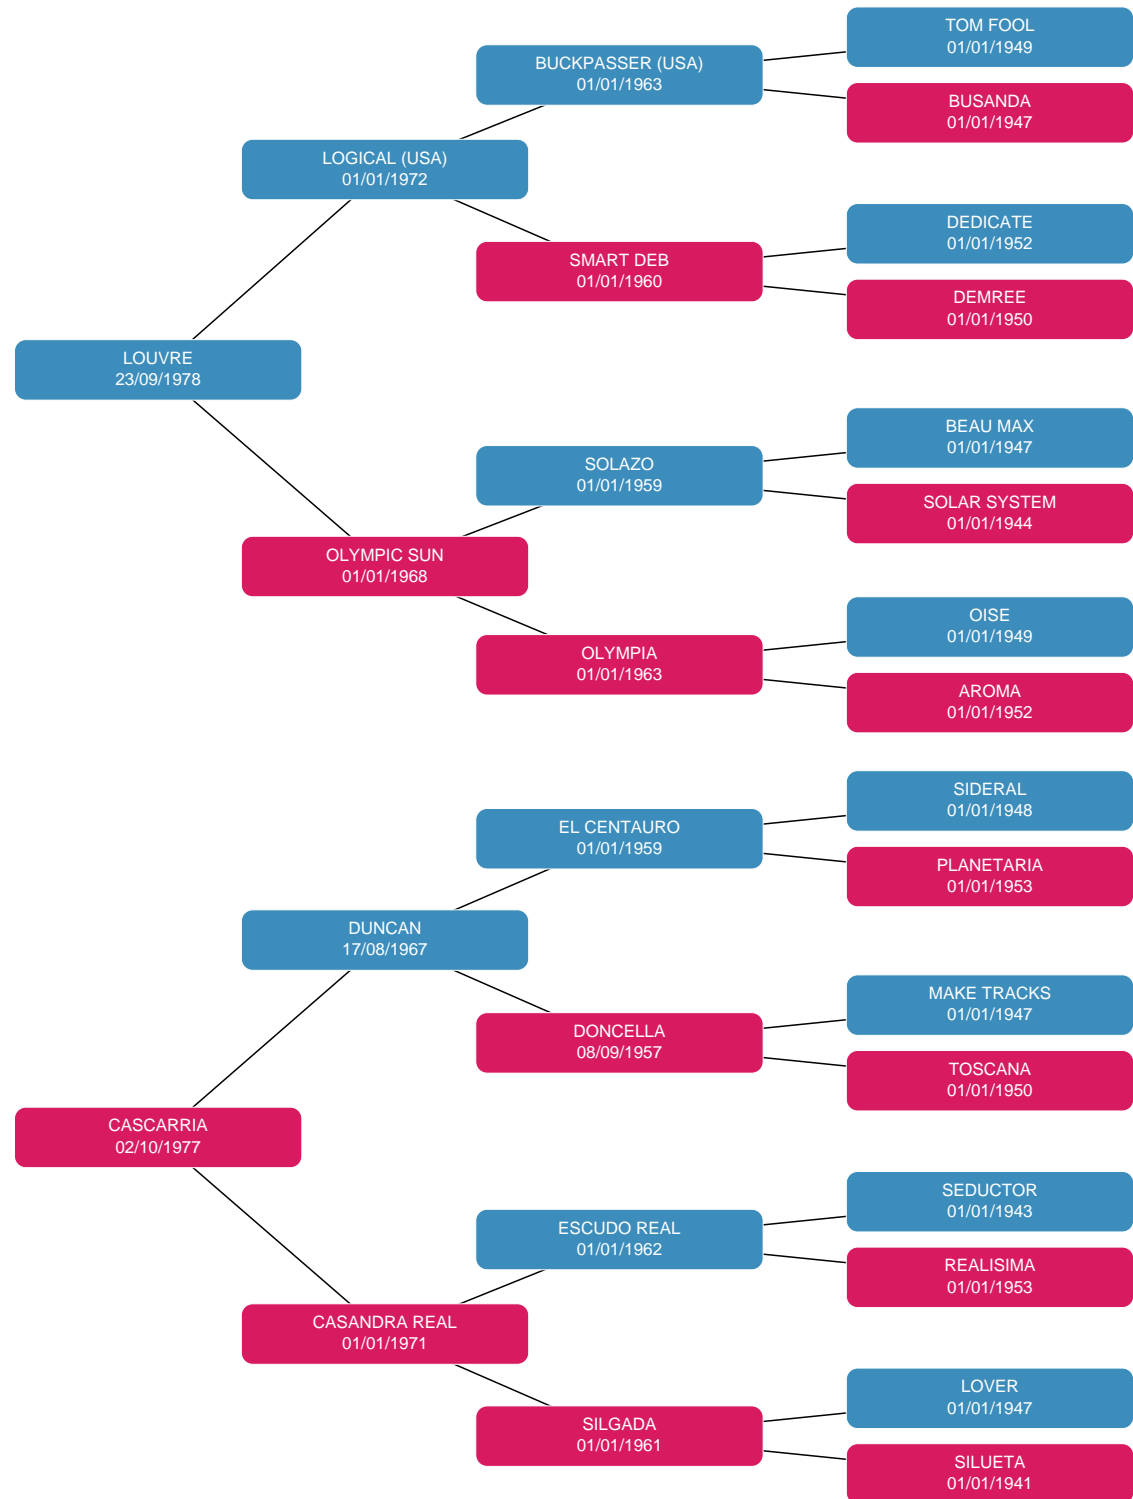 TOM FOOL
01/01/1949
BUCKPASSER (USA)
01/01/1963
BUSANDA
01/01/1947
LOGICAL (USA)
01/01/1972
DEDICATE
01/01/1952
SMART DEB
01/01/1960
DEMREE
01/01/1950
LOUVRE
23/09/1978
BEAU MAX
01/01/1947
SOLAZO
01/01/1959
SOLAR SYSTEM
01/01/1944
OLYMPIC SUN
01/01/1968
OISE
01/01/1949
OLYMPIA
01/01/1963
AROMA
01/01/1952
SIDERAL
01/01/1948
EL CENTAURO
01/01/1959
PLANETARIA
01/01/1953
DUNCAN
17/08/1967
MAKE TRACKS
01/01/1947
DONCELLA
08/09/1957
TOSCANA
01/01/1950
CASCARRIA
02/10/1977
SEDUCTOR
01/01/1943
ESCUDO REAL
01/01/1962
REALISIMA
01/01/1953
CASANDRA REAL
01/01/1971
LOVER
01/01/1947
SILGADA
01/01/1961
SILUETA
01/01/1941